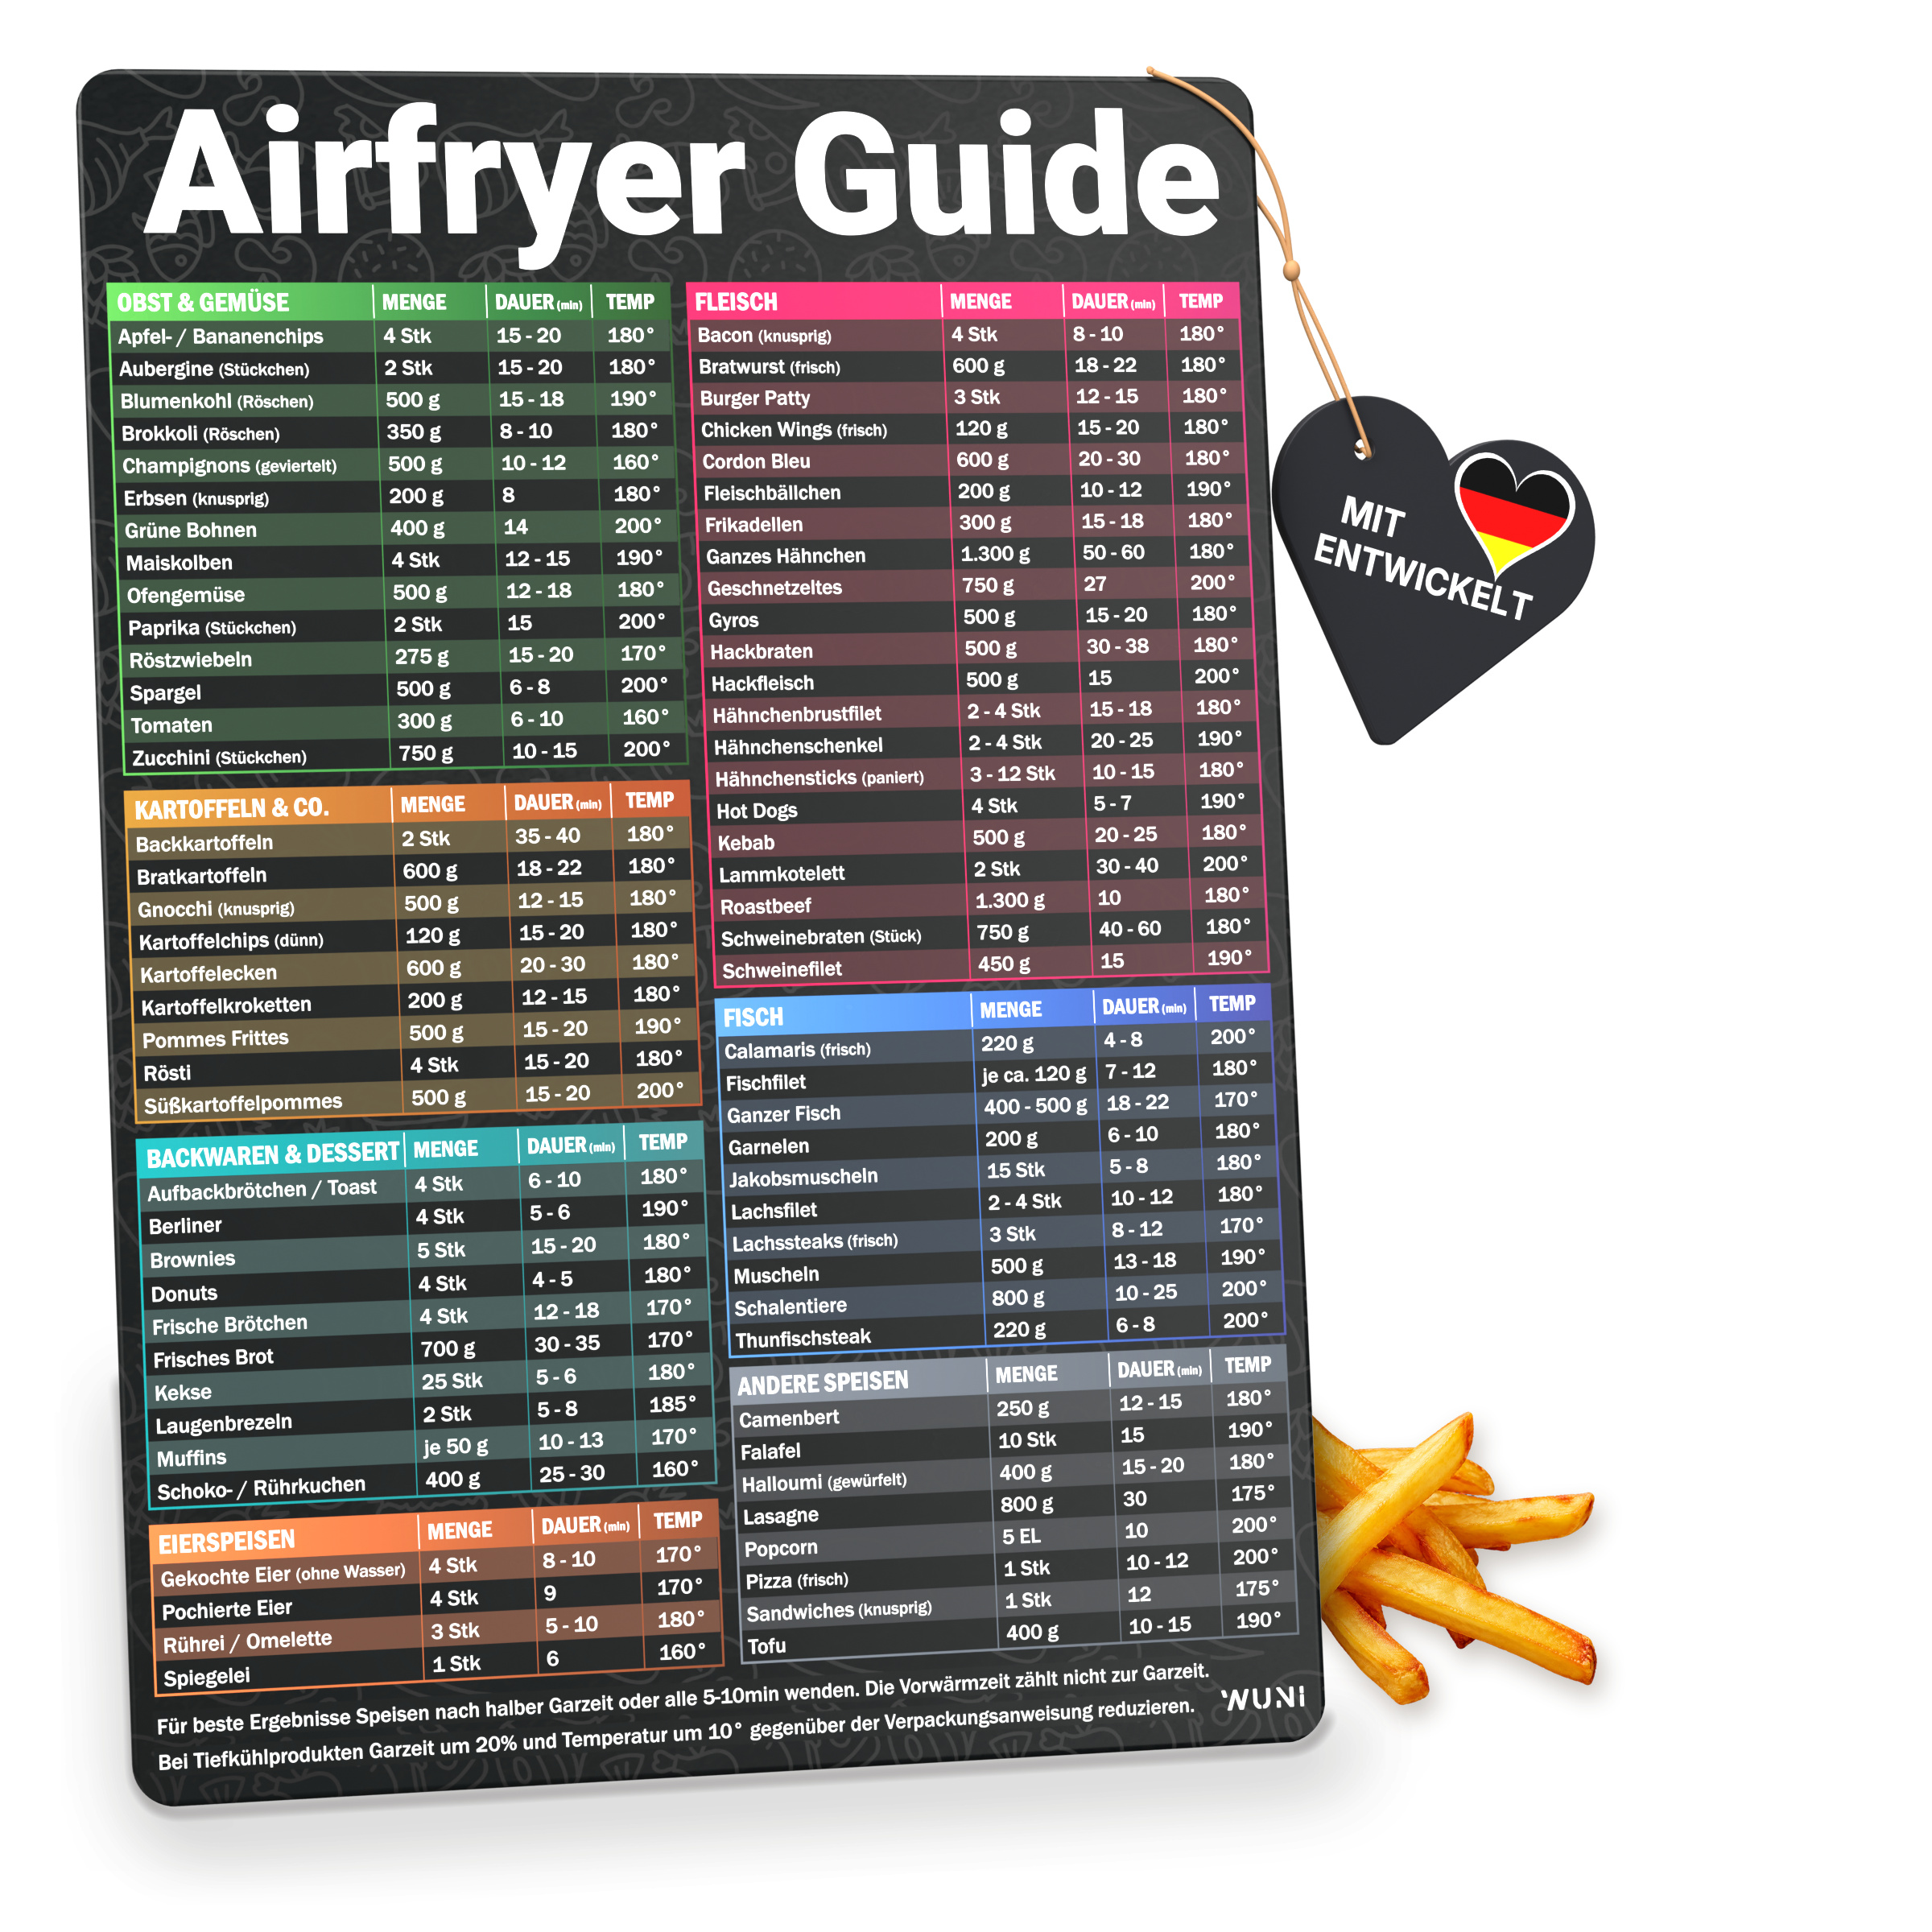 Airfryer Guide
OBST & GEMÜSE MENGE DAUER (min) TEMP
Apfel- / Bananenchips 4 Stk 15 - 20 180°
Aubergine (Stückchen) 2 Stk 15 - 20 180°
Blumenkohl (Röschen) 500 g 15 - 18 190°
Brokkoli (Röschen) 350 g 8 - 10 180°
Champignons (geviertelt) 500 g 10 - 12 160°
Erbsen (knusprig) 200 g 8 180°
Grüne Bohnen 400 g 14 200°
Maiskolben 4 Stk 12 - 15 190°
Ofengemüse 500 g 12 - 18 180°
Paprika (Stückchen) 2 Stk 15 200°
Röstzwiebeln 275 g 15 - 20 170°
Spargel 500 g 6 - 8 200°
Tomaten 300 g 6 - 10 160°
Zucchini (Stückchen) 750 g 10 - 15 200°
KARTOFFELN & CO. MENGE DAUER (min) TEMP
Backkartoffeln 2 Stk 35 - 40 180°
Bratkartoffeln 600 g 18 - 22 180°
Gnocchi (knusprig) 500 g 12 - 15 180°
Kartoffelchips (dünn) 120 g 15 - 20 180°
Kartoffelecken 600 g 20 - 30 180°
Kartoffelkroketten 200 g 12 - 15 180°
Pommes Frittes 500 g 15 - 20 190°
Rösti 4 Stk 15 - 20 180°
Süßkartoffelpommes 500 g 15 - 20 200°
BACKWAREN & DESSERT MENGE DAUER (min) TEMP
Aufbackbrötchen / Toast 4 Stk 6 - 10 180°
Berliner 4 Stk 5 - 6 190°
Brownies 5 Stk 15 - 20 180°
Donuts 4 Stk 4 - 5 180°
Frische Brötchen 4 Stk 12 - 18 170°
Frisches Brot 700 g 30 - 35 170°
Kekse 25 Stk 5 - 6 180°
Laugenbrezeln 2 Stk 5 - 8 185°
Muffins je 50 g 10 - 13 170°
Schoko- / Rührkuchen 400 g 25 - 30 160°
EIERSPEISEN MENGE DAUER (min) TEMP
Gekochte Eier (ohne Wasser) 4 Stk 8 - 10 170°
Pochierte Eier 4 Stk 9 170°
Rührei / Omelette 3 Stk 5 - 10 180°
Spiegelei 1 Stk 6 160°
FLEISCH MENGE DAUER (min) TEMP
Bacon (knusprig) 4 Stk 8 - 10 180°
Bratwurst (frisch) 600 g 18 - 22 180°
Burger Patty 3 Stk 12 - 15 180°
Chicken Wings (frisch) 120 g 15 - 20 180°
Cordon Bleu 600 g 20 - 30 180°
Fleischbällchen 200 g 10 - 12 190°
Frikadellen 300 g 15 - 18 180°
Ganzes Hähnchen 1.300 g 50 - 60 180°
Geschnetzeltes 750 g 27 200°
Gyros 500 g 15 - 20 180°
Hackbraten 500 g 30 - 38 180°
Hackfleisch 500 g 15 200°
Hähnchenbrustfilet 2 - 4 Stk 15 - 18 180°
Hähnchenschenkel 2 - 4 Stk 20 - 25 190°
Hähnchensticks (paniert) 3 - 12 Stk 10 - 15 180°
Hot Dogs 4 Stk 5 - 7 190°
Kebab 500 g 20 - 25 180°
Lammkotelett 2 Stk 30 - 40 200°
Roastbeef 1.300 g 10 180°
Schweinebraten (Stück) 750 g 40 - 60 180°
Schweinefilet 450 g 15 190°
FISCH MENGE DAUER (min) TEMP
Calamaris (frisch) 220 g 4 - 8 200°
Fischfilet je ca. 120 g 7 - 12 180°
Ganzer Fisch 400 - 500 g 18 - 22 170°
Garnelen 200 g 6 - 10 180°
Jakobsmuscheln 15 Stk 5 - 8 180°
Lachsfilet 2 - 4 Stk 10 - 12 180°
Lachssteaks (frisch) 3 Stk 8 - 12 170°
Muscheln 500 g 13 - 18 190°
Schalentiere 800 g 10 - 25 200°
Thunfischsteak 220 g 6 - 8 200°
ANDERE SPEISEN MENGE DAUER (min) TEMP
Camenbert 250 g 12 - 15 180°
Falafel 10 Stk 15 190°
Halloumi (gewürfelt) 400 g 15 - 20 180°
Lasagne 800 g 30 175°
Popcorn 5 EL 10 200°
Pizza (frisch) 1 Stk 10 - 12 200°
Sandwiches (knusprig) 1 Stk 12 175°
Tofu 400 g 10 - 15 190°
Für beste Ergebnisse Speisen nach halber Garzeit oder alle 5-10min wenden. Die Vorwärmzeit zählt nicht zur Garzeit.
Bei Tiefkühlprodukten Garzeit um 20% und Temperatur um 10° gegenüber der Verpackungsanweisung reduzieren.
WUNI
MIT
ENTWICKELT